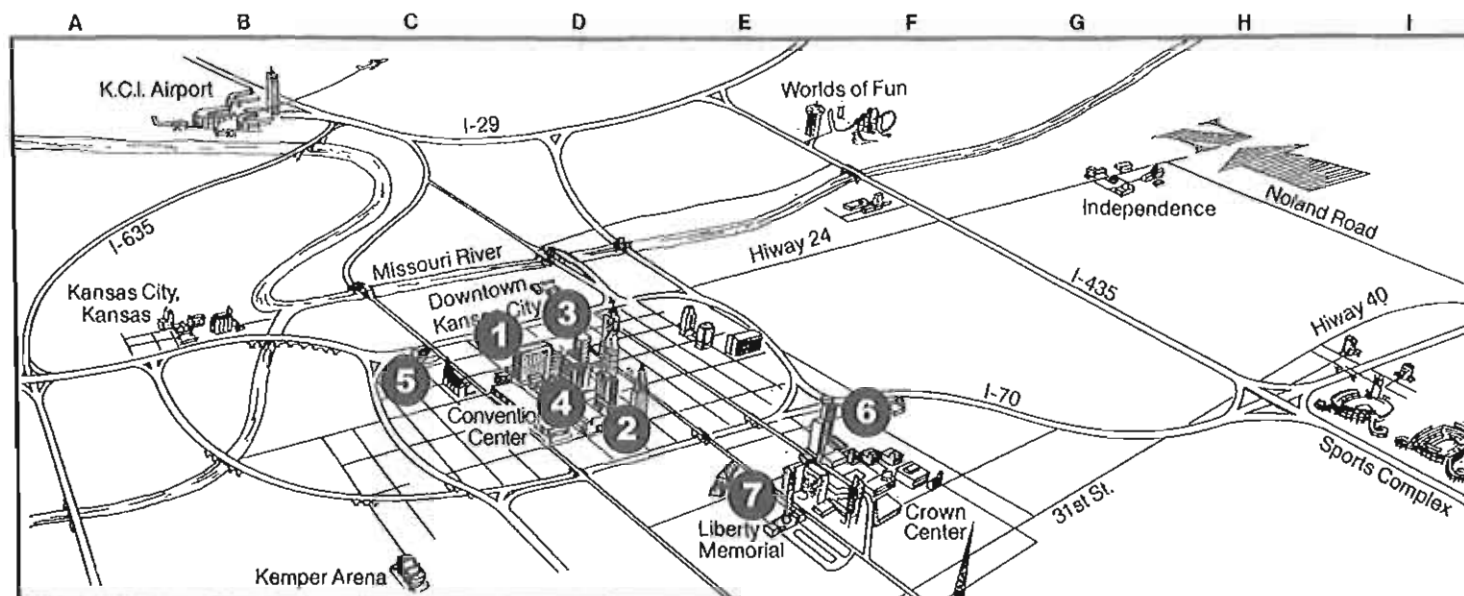 A B C D E F G H I
K.C.I. Airport
I-29
Worlds of Fun
I-635
Independence
Noland Road
Hiway 24
Missouri River
I-435
Kansas City,
Kansas
Downtown
Kansas City
Hiway 40
1
3
5
4
2
Convention
Center
6
I-70
Sports Complex
7
31st St.
Crown
Center
Liberty
Memorial
Kemper Arena